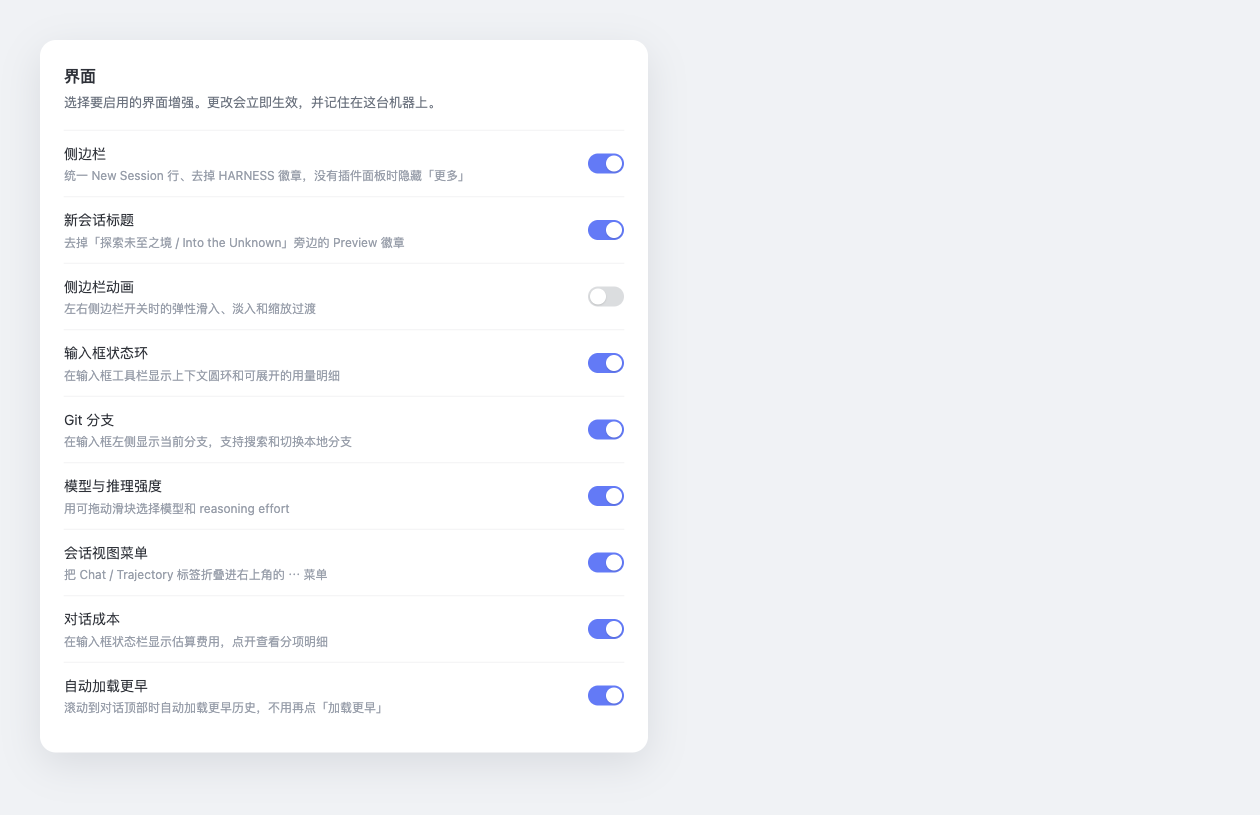 界面
选择要启用的界面增强。更改会立即生效，并记住在这台机器上。
侧边栏
统一 New Session 行、去掉 HARNESS 徽章，没有插件面板时隐藏「更多」
新会话标题
去掉「探索未至之境 / Into the Unknown」旁边的 Preview 徽章
侧边栏动画
左右侧边栏开关时的弹性滑入、淡入和缩放过渡
输入框状态环
在输入框工具栏显示上下文圆环和可展开的用量明细
Git 分支
在输入框左侧显示当前分支，支持搜索和切换本地分支
模型与推理强度
用可拖动滑块选择模型和 reasoning effort
会话视图菜单
把 Chat / Trajectory 标签折叠进右上角的 ··· 菜单
对话成本
在输入框状态栏显示估算费用，点开查看分项明细
自动加载更早
滚动到对话顶部时自动加载更早历史，不用再点「加载更早」